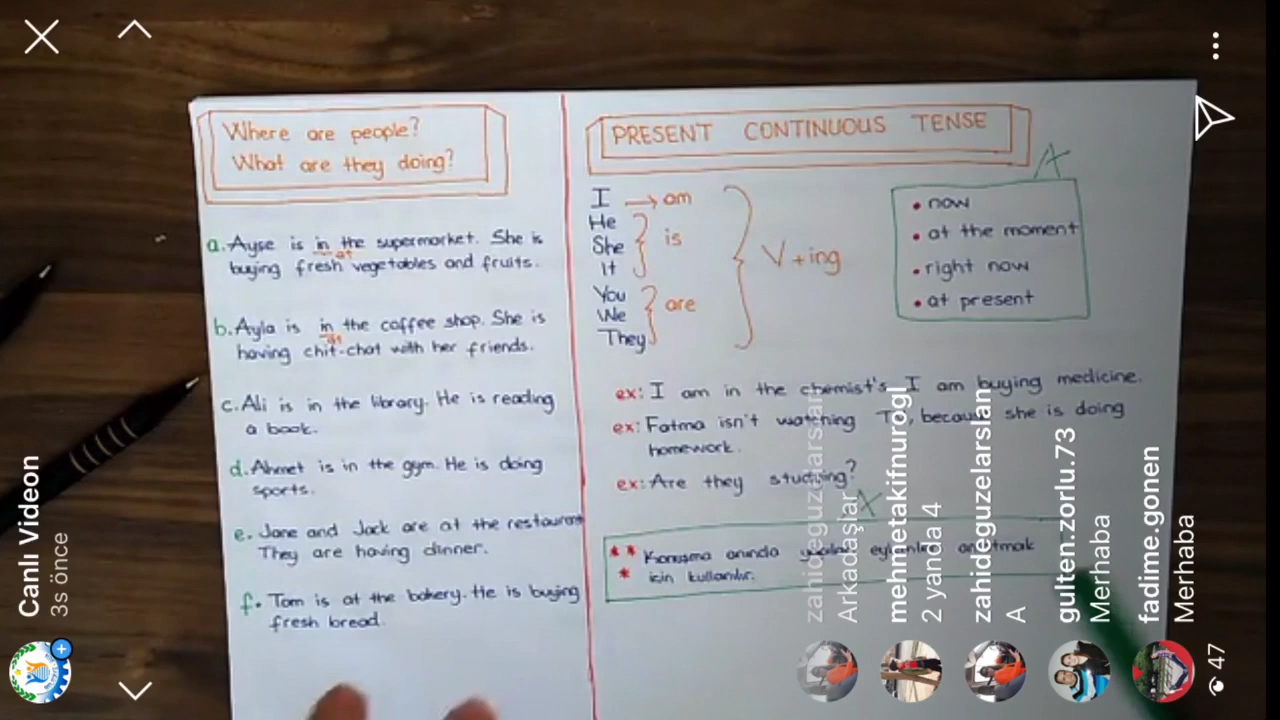 Where are people?
What are they doing?
a. Ayse is in the supermarket. She is
at
buying fresh vegetables and fruits.
b. Ayla is in the coffee shop. She is
at
having chit-chat with her friends.
c. Ali is in the library. He is reading
a book.
d. Ahmet is in the gym. He is doing
sports.
e. Jane and Jack are at the restaurant
They are having dinner.
f. Tom is at the bakery. He is buying
fresh bread.
PRESENT CONTINUOUS TENSE
I → am
He
She is
It
You
We are
They
V+ing
• now
• at the moment
• right now
• at present
ex: I am in the chemist's I am buying medicine.
ex: Fatma isn't watching because she is doing
homework.
ex: Are they studying?
** Konuşma anında
* için kullanılır.
Canlı Videon
3s önce
zahideguzelarslan
Arkadaşlar
mehmetakifnurogl
2 yanda 4
zahideguzelarslan
A
gulten.zorlu.73
Merhaba
fadime.gonen
Merhaba
47